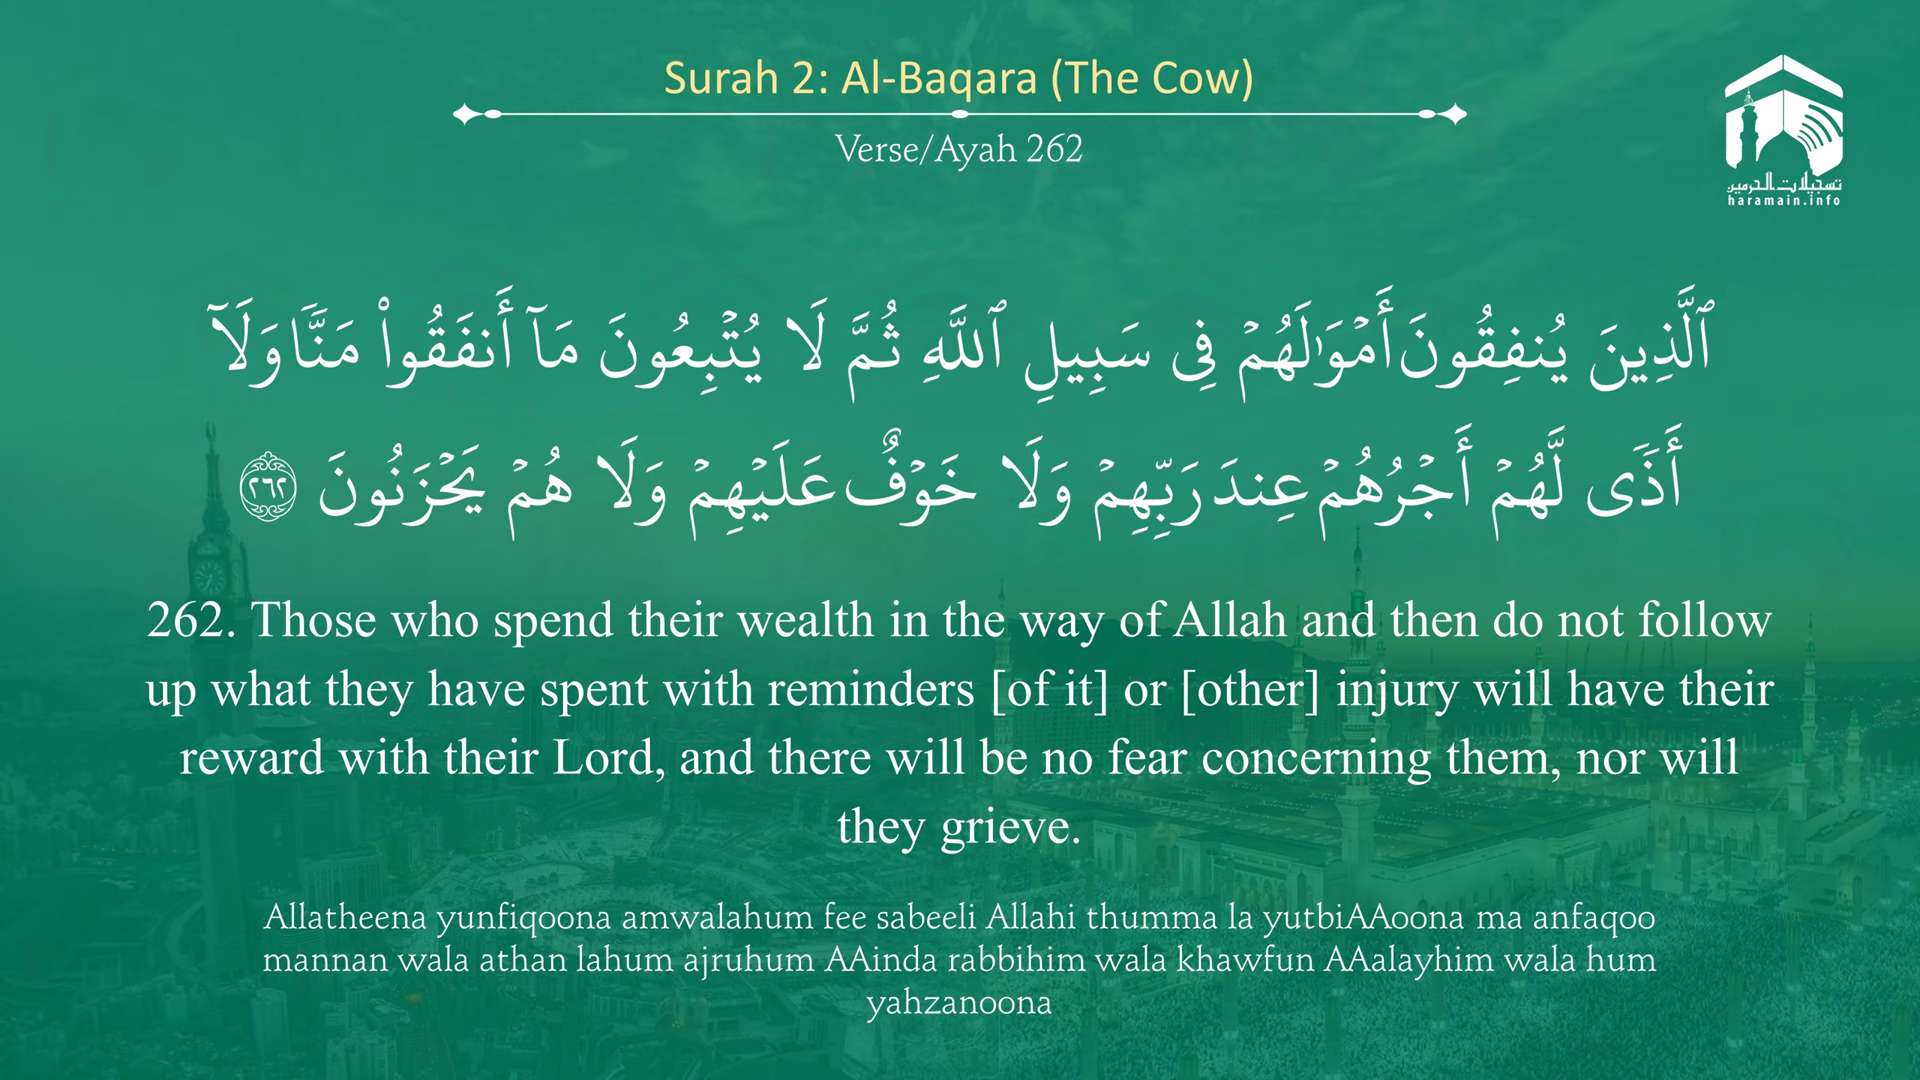 Surah 2: Al-Baqara (The Cow)
Verse/Ayah 262
تسجيلات الحرمين
haramain.info
ٱلَّذِينَ يُنفِقُونَ أَمْوَٰلَهُمْ فِى سَبِيلِ ٱللَّهِ ثُمَّ لَا يُتْبِعُونَ مَآ أَنفَقُوا۟ مَنًّا وَلَآ
أَذًى لَّهُمْ أَجْرُهُمْ عِندَ رَبِّهِمْ وَلَا خَوْفٌ عَلَيْهِمْ وَلَا هُمْ يَحْزَنُونَ ٢٦٢
262. Those who spend their wealth in the way of Allah and then do not follow
up what they have spent with reminders [of it] or [other] injury will have their
reward with their Lord, and there will be no fear concerning them, nor will
they grieve.
Allatheena yunfiqoona amwalahum fee sabeeli Allahi thumma la yutbiAAoona ma anfaqoo
mannan wala athan lahum ajruhum AAinda rabbihim wala khawfun AAalayhim wala hum
yahzanoona